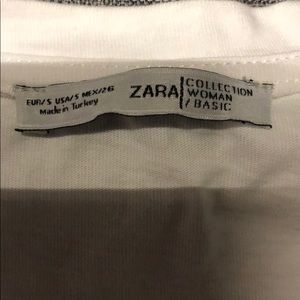 EUR/S USA/S MEX/26
Made in Turkey
ZARA
COLLECTION
WOMAN
/ BASIC